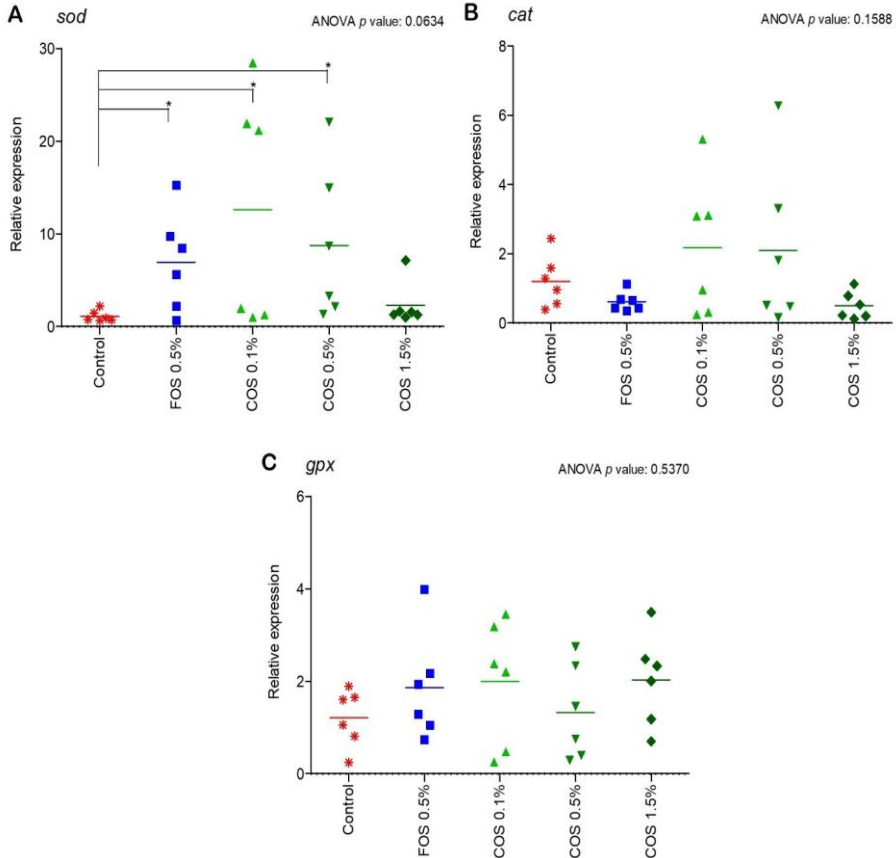 A sod ANOVA p value: 0.0634
30
20
10
0
Relative expression
* * *
Control
FOS 0.5%
COS 0.1%
COS 0.5%
COS 1.5%
B cat ANOVA p value: 0.1588
8
6
4
2
0
Relative expression
Control
FOS 0.5%
COS 0.1%
COS 0.5%
COS 1.5%
C gpx ANOVA p value: 0.5370
6
4
2
0
Relative expression
Control
FOS 0.5%
COS 0.1%
COS 0.5%
COS 1.5%